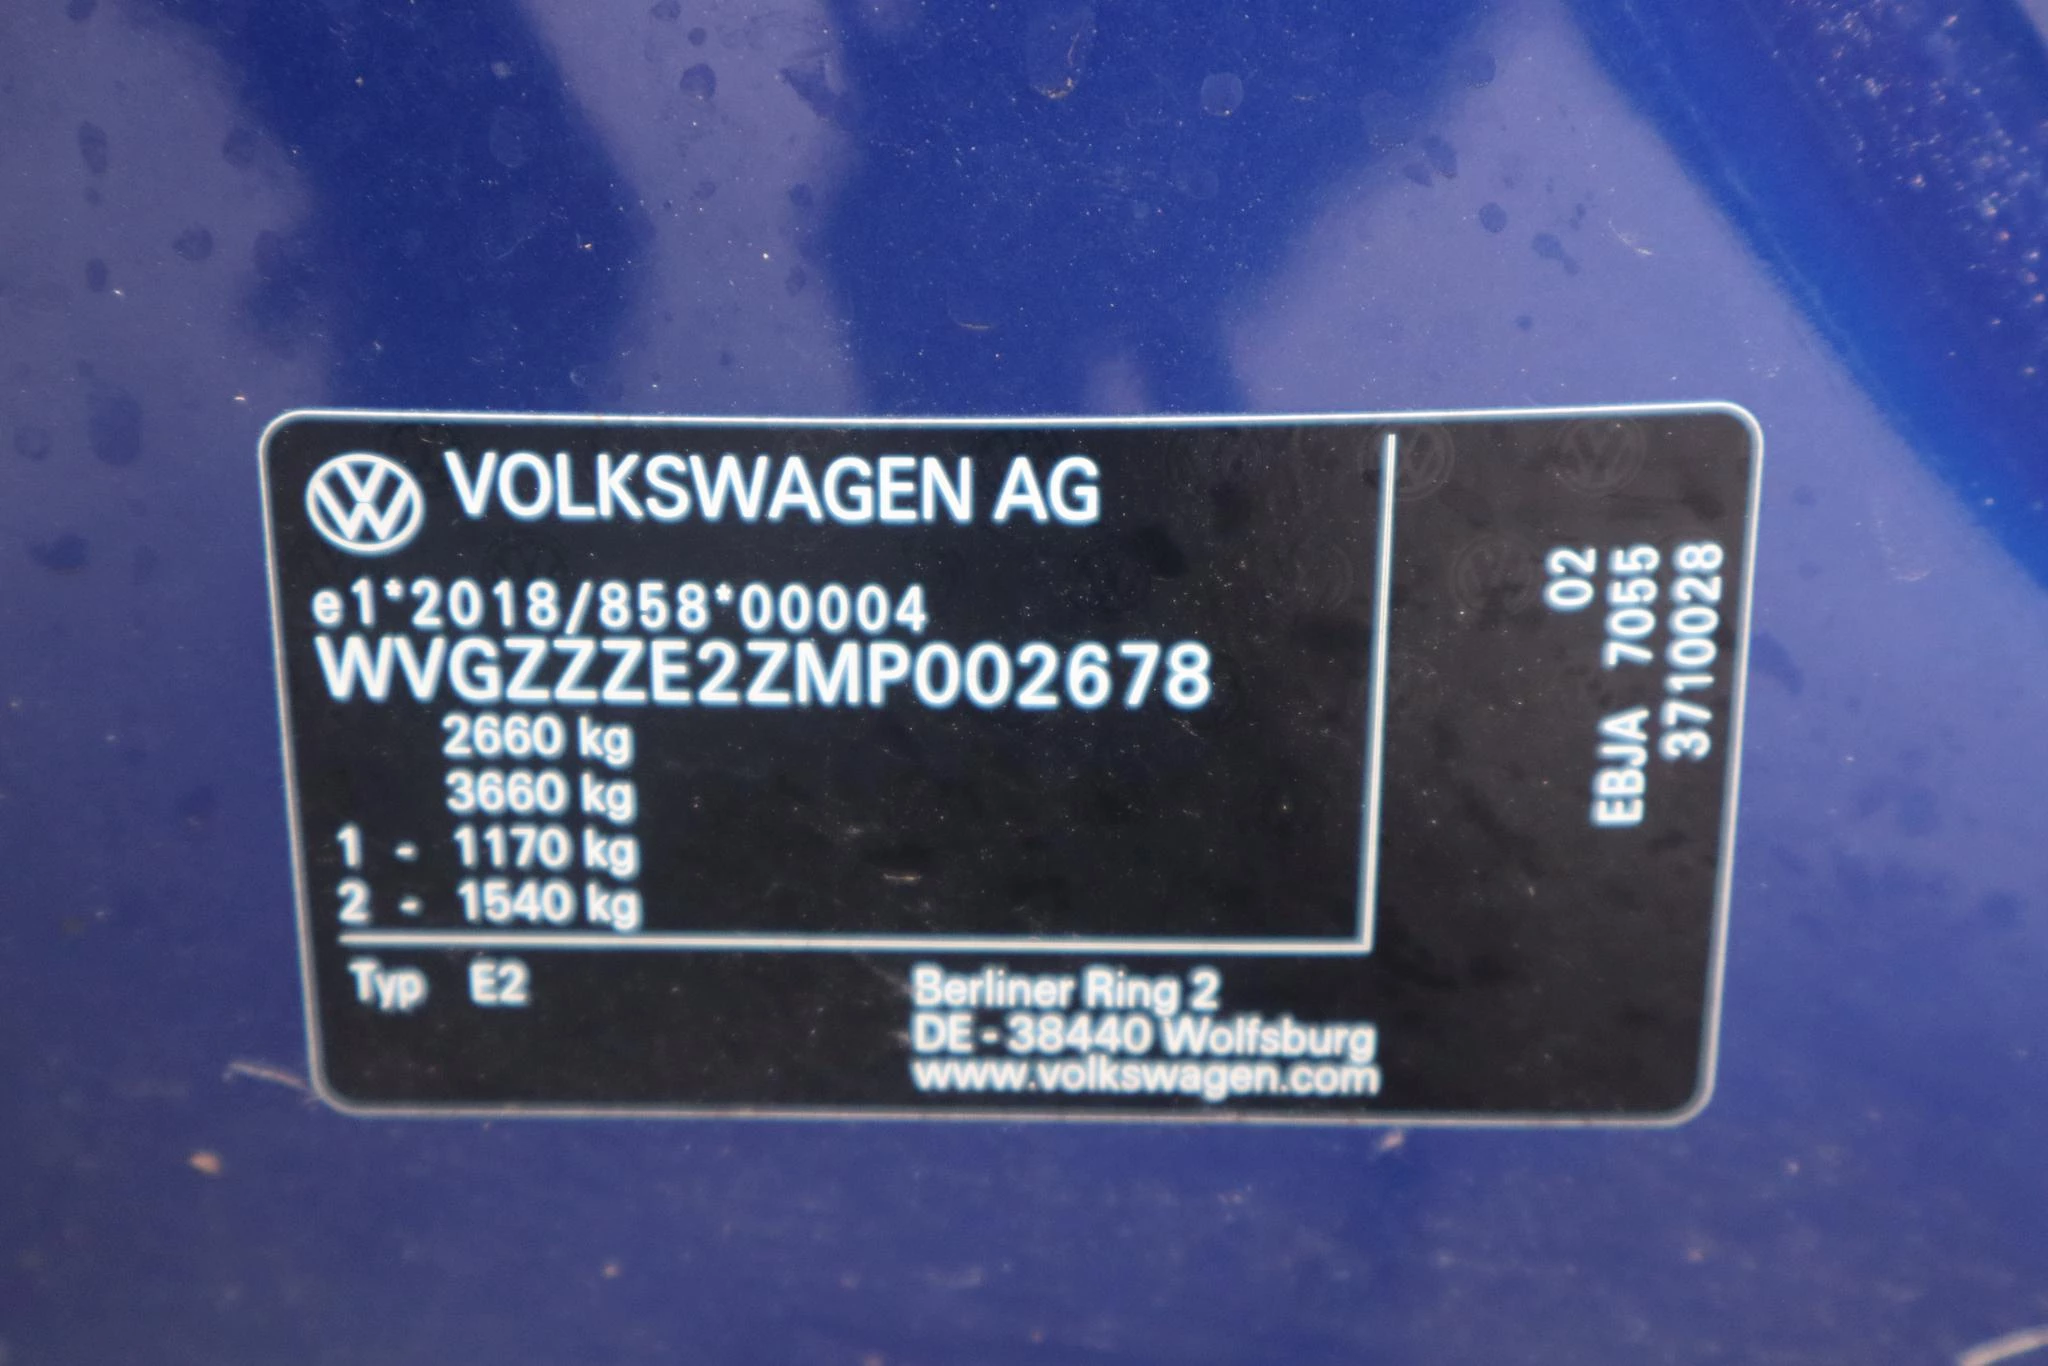 VOLKSWAGEN AG
e1*2018/858*00004
WVGZZZE2ZMP002678
2660 kg
3660 kg
1 - 1170 kg
2 - 1540 kg
Typ E2
Berliner Ring 2
DE - 38440 Wolfsburg
www.volkswagen.com
02
EBJA 7055
37100028